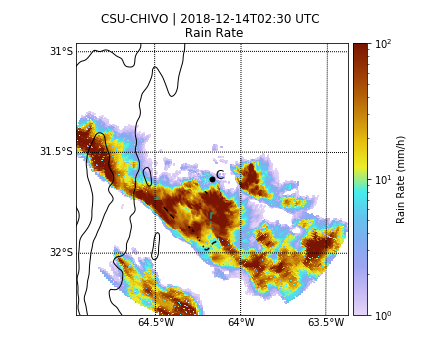 CSU-CHIVO | 2018-12-14T02:30 UTC
Rain Rate
31°S
31.5°S
32°S
64.5°W
64°W
63.5°W
C
10²
10¹
10⁰
Rain Rate (mm/h)